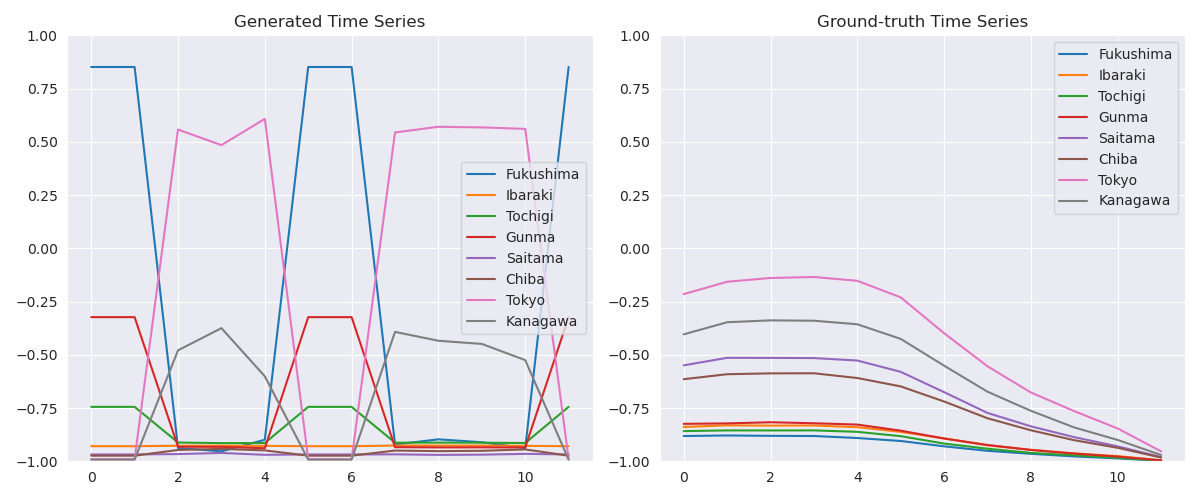 Generated Time Series
1.00
0.75
0.50
0.25
0.00
−0.25
−0.50
−0.75
−1.00
0 2 4 6 8 10
Fukushima
Ibaraki
Tochigi
Gunma
Saitama
Chiba
Tokyo
Kanagawa
Ground-truth Time Series
1.00
0.75
0.50
0.25
0.00
−0.25
−0.50
−0.75
−1.00
0 2 4 6 8 10
Fukushima
Ibaraki
Tochigi
Gunma
Saitama
Chiba
Tokyo
Kanagawa